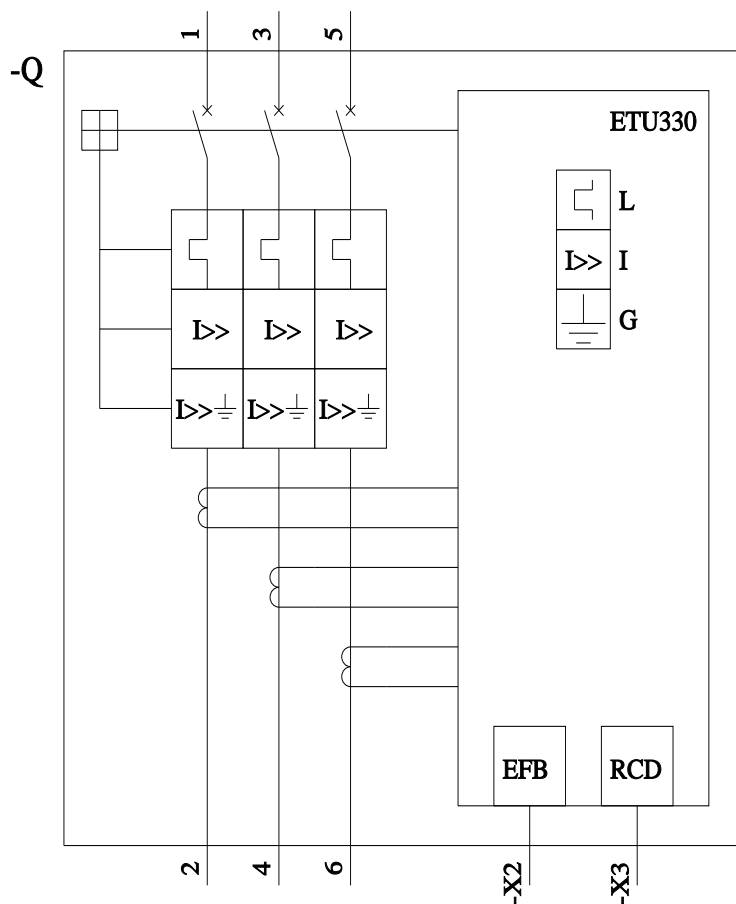 1 3 5
-Q
ETU330
L
I>> I
G
I>> I>> I>>
I>> I>> I>>
EFB RCD
2 4 6 -X2 -X3